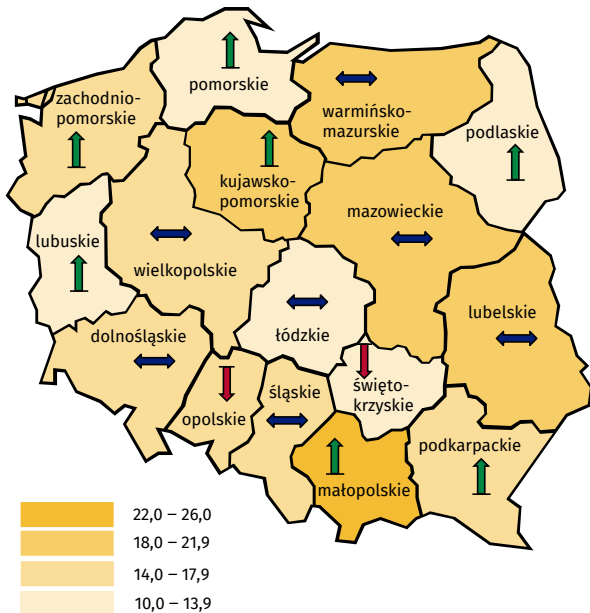 pomorskie
zachodnio-
pomorskie
warmińsko-
mazurskie
podlaskie
kujawsko-
pomorskie
mazowieckie
lubuskie
wielkopolskie
lubelskie
dolnośląskie
łódzkie
opolskie
śląskie
święto-
krzyskie
podkarpackie
małopolskie
22,0 – 26,0
18,0 – 21,9
14,0 – 17,9
10,0 – 13,9